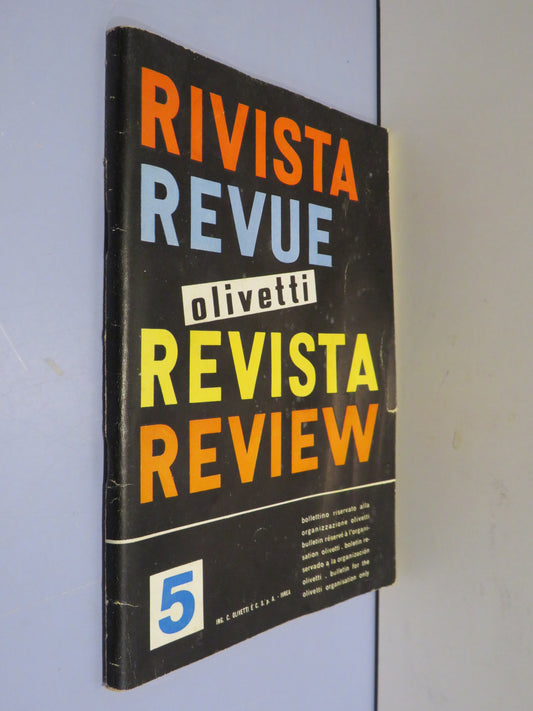 RIVISTA
REVUE
olivetti
REVISTA
REVIEW
bollettino riservato alla
organizzazione olivetti
bulletin réservé à l'organi-
sation olivetti . boletin re-
servado a la organización
olivetti . bulletin for the
olivetti organisation only
5
ING. C. OLIVETTI E C. S. p. A. - IVREA